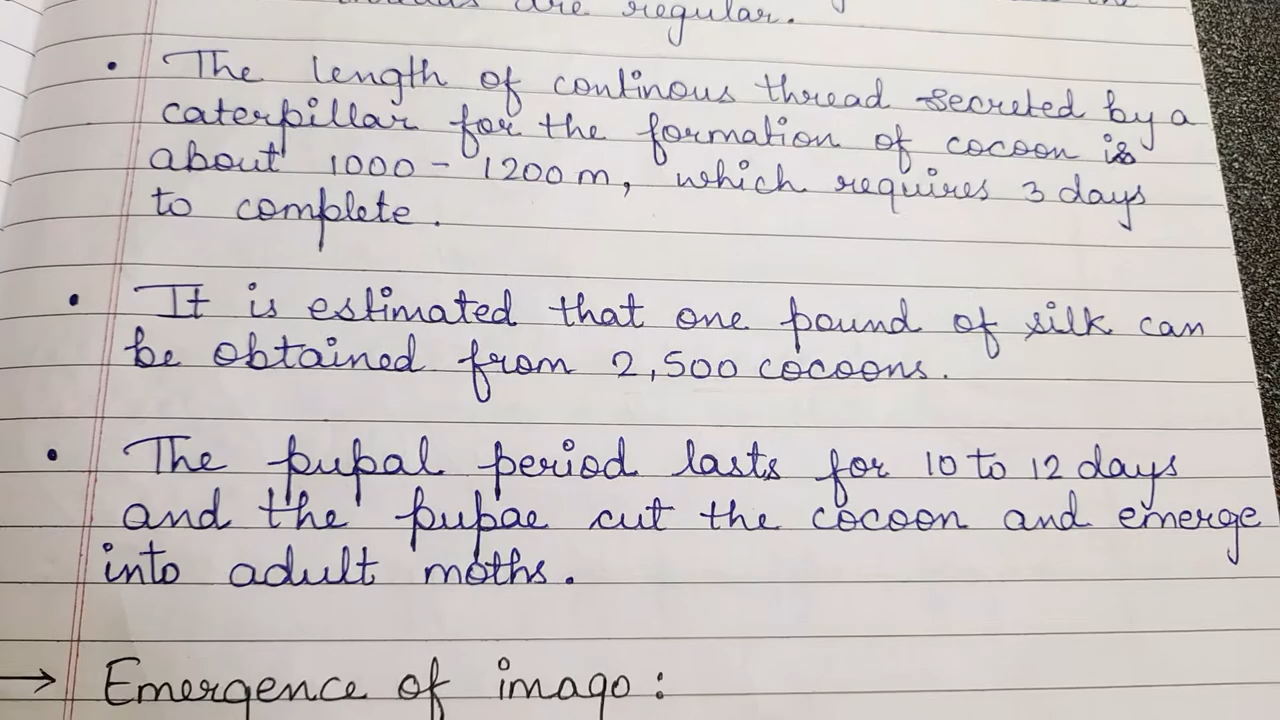 are regular.
• The length of continous thread secreted by a
caterpillar for the formation of cocoon is
about 1000 - 1200 m, which requires 3 days
to complete.
• It is estimated that one pound of silk can
be obtained from 2,500 cocoons.
• The pupal period lasts for 10 to 12 days
and the pupae cut the cocoon and emerge
into adult moths.
→ Emergence of imago :